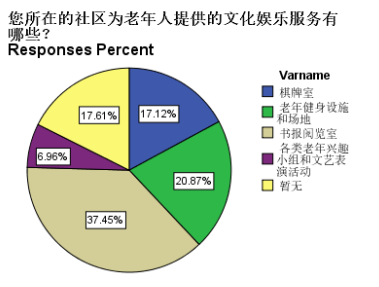 您所在的社区为老年人提供的文化娱乐服务有
哪些？
Responses Percent
Varname
棋牌室
老年健身设施
和场地
书报阅览室
各类老年兴趣
小组和文艺表
演活动
暂无
17.61%
17.12%
6.96%
20.87%
37.45%